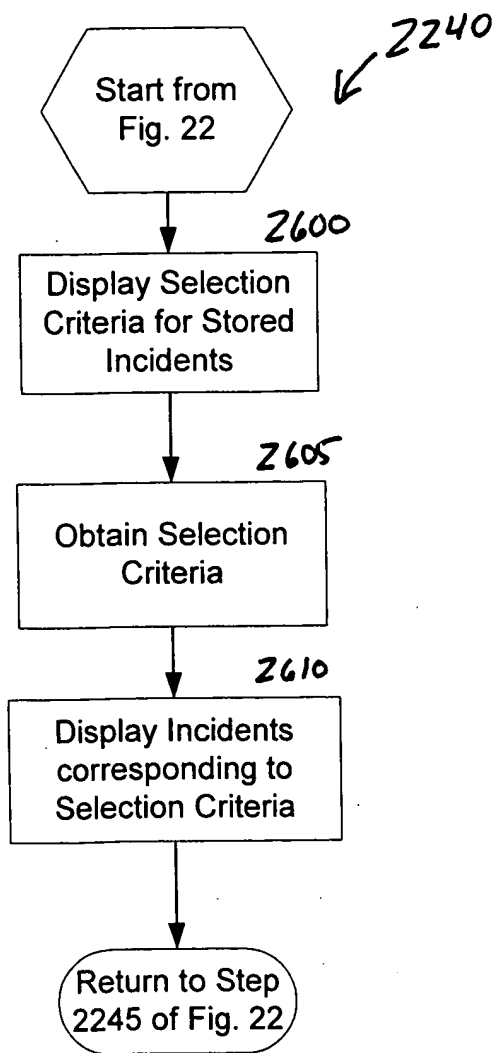 2240
Start from
Fig. 22
2600
Display Selection
Criteria for Stored
Incidents
2605
Obtain Selection
Criteria
2610
Display Incidents
corresponding to
Selection Criteria
Return to Step
2245 of Fig. 22